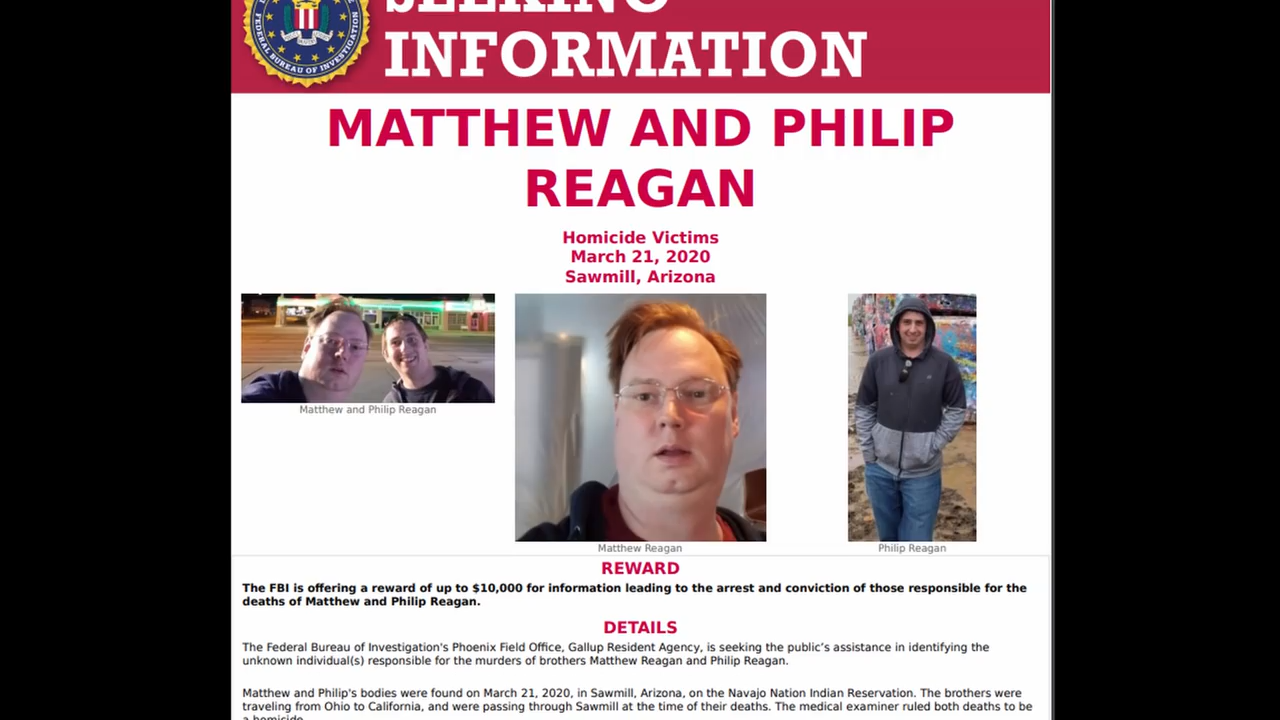 SEEKING
INFORMATION
FEDERAL BUREAU OF INVESTIGATION
MATTHEW AND PHILIP
REAGAN
Homicide Victims
March 21, 2020
Sawmill, Arizona
Matthew and Philip Reagan
Matthew Reagan
Philip Reagan
REWARD
The FBI is offering a reward of up to $10,000 for information leading to the arrest and conviction of those responsible for the
deaths of Matthew and Philip Reagan.
DETAILS
The Federal Bureau of Investigation's Phoenix Field Office, Gallup Resident Agency, is seeking the public’s assistance in identifying the
unknown individual(s) responsible for the murders of brothers Matthew Reagan and Philip Reagan.
Matthew and Philip's bodies were found on March 21, 2020, in Sawmill, Arizona, on the Navajo Nation Indian Reservation. The brothers were
traveling from Ohio to California, and were passing through Sawmill at the time of their deaths. The medical examiner ruled both deaths to be
a homicide.